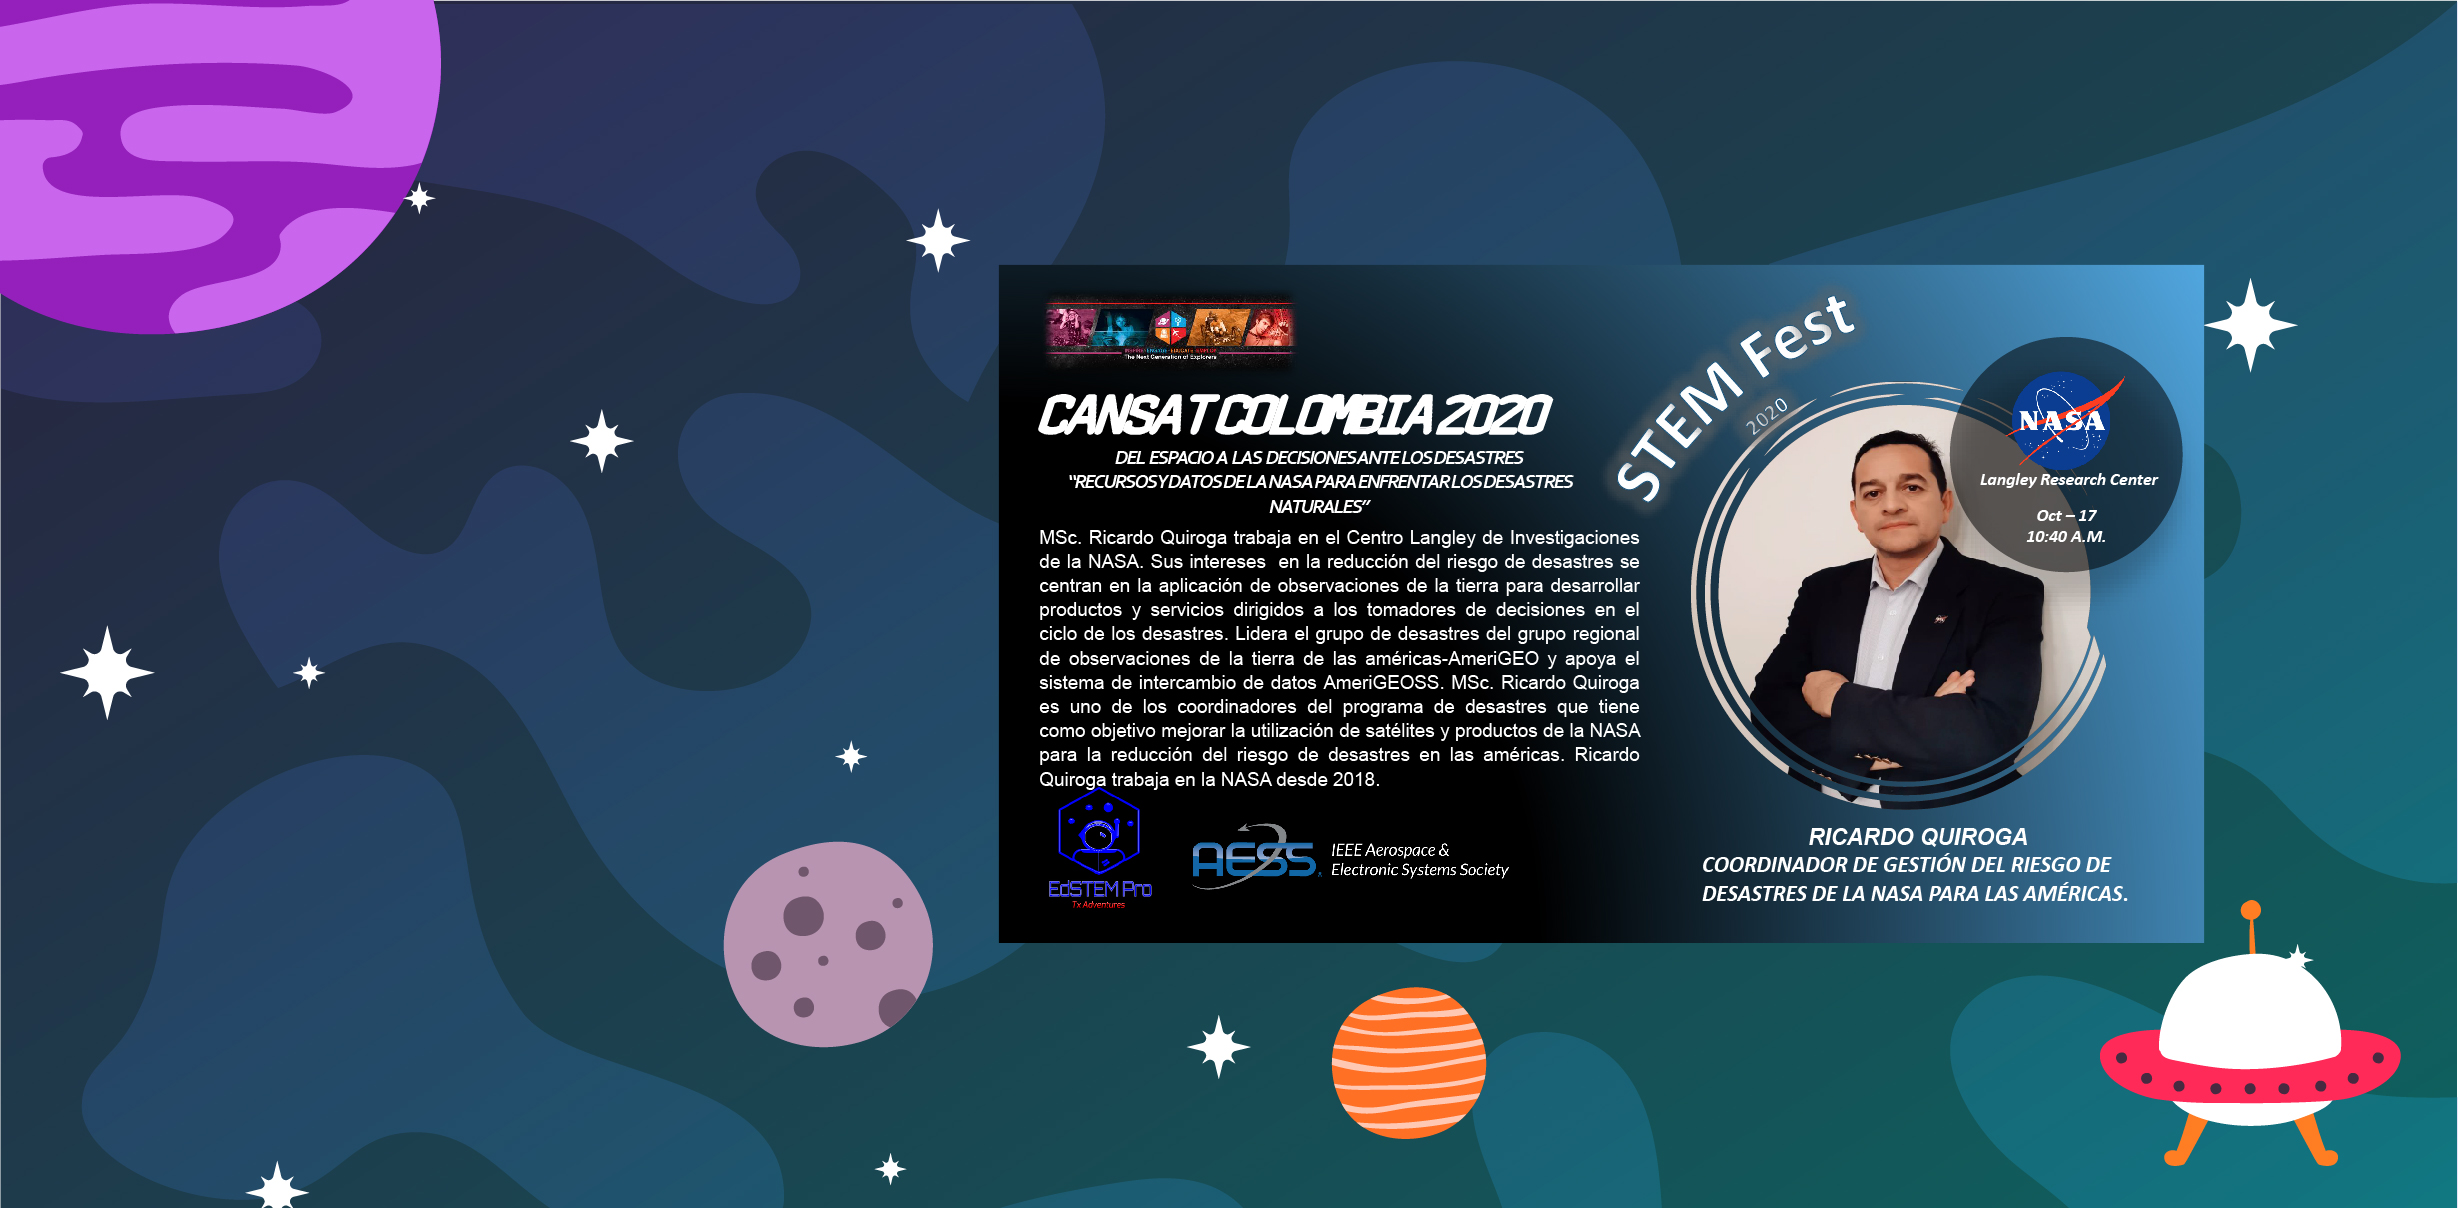 The Next Generation of Explorers
CANSAT COLOMBIA 2020
DEL ESPACIO A LAS DECISIONES ANTE LOS DESASTRES
"RECURSOS Y DATOS DE LA NASA PARA ENFRENTAR LOS DESASTRES
NATURALES"
MSc. Ricardo Quiroga trabaja en el Centro Langley de Investigaciones
de la NASA. Sus intereses en la reducción del riesgo de desastres se
centran en la aplicación de observaciones de la tierra para desarrollar
productos y servicios dirigidos a los tomadores de decisiones en el
ciclo de los desastres. Lidera el grupo de desastres del grupo regional
de observaciones de la tierra de las américas-AmeriGEO y apoya el
sistema de intercambio de datos AmeriGEOSS. MSc. Ricardo Quiroga
es uno de los coordinadores del programa de desastres que tiene
como objetivo mejorar la utilización de satélites y productos de la NASA
para la reducción del riesgo de desastres en las américas. Ricardo
Quiroga trabaja en la NASA desde 2018.
EdSTEM Pro
Tx Adventures
AESS
IEEE Aerospace &
Electronic Systems Society
STEM Fest
2020
NASA
Langley Research Center
Oct – 17
10:40 A.M.
RICARDO QUIROGA
COORDINADOR DE GESTIÓN DEL RIESGO DE
DESASTRES DE LA NASA PARA LAS AMÉRICAS.